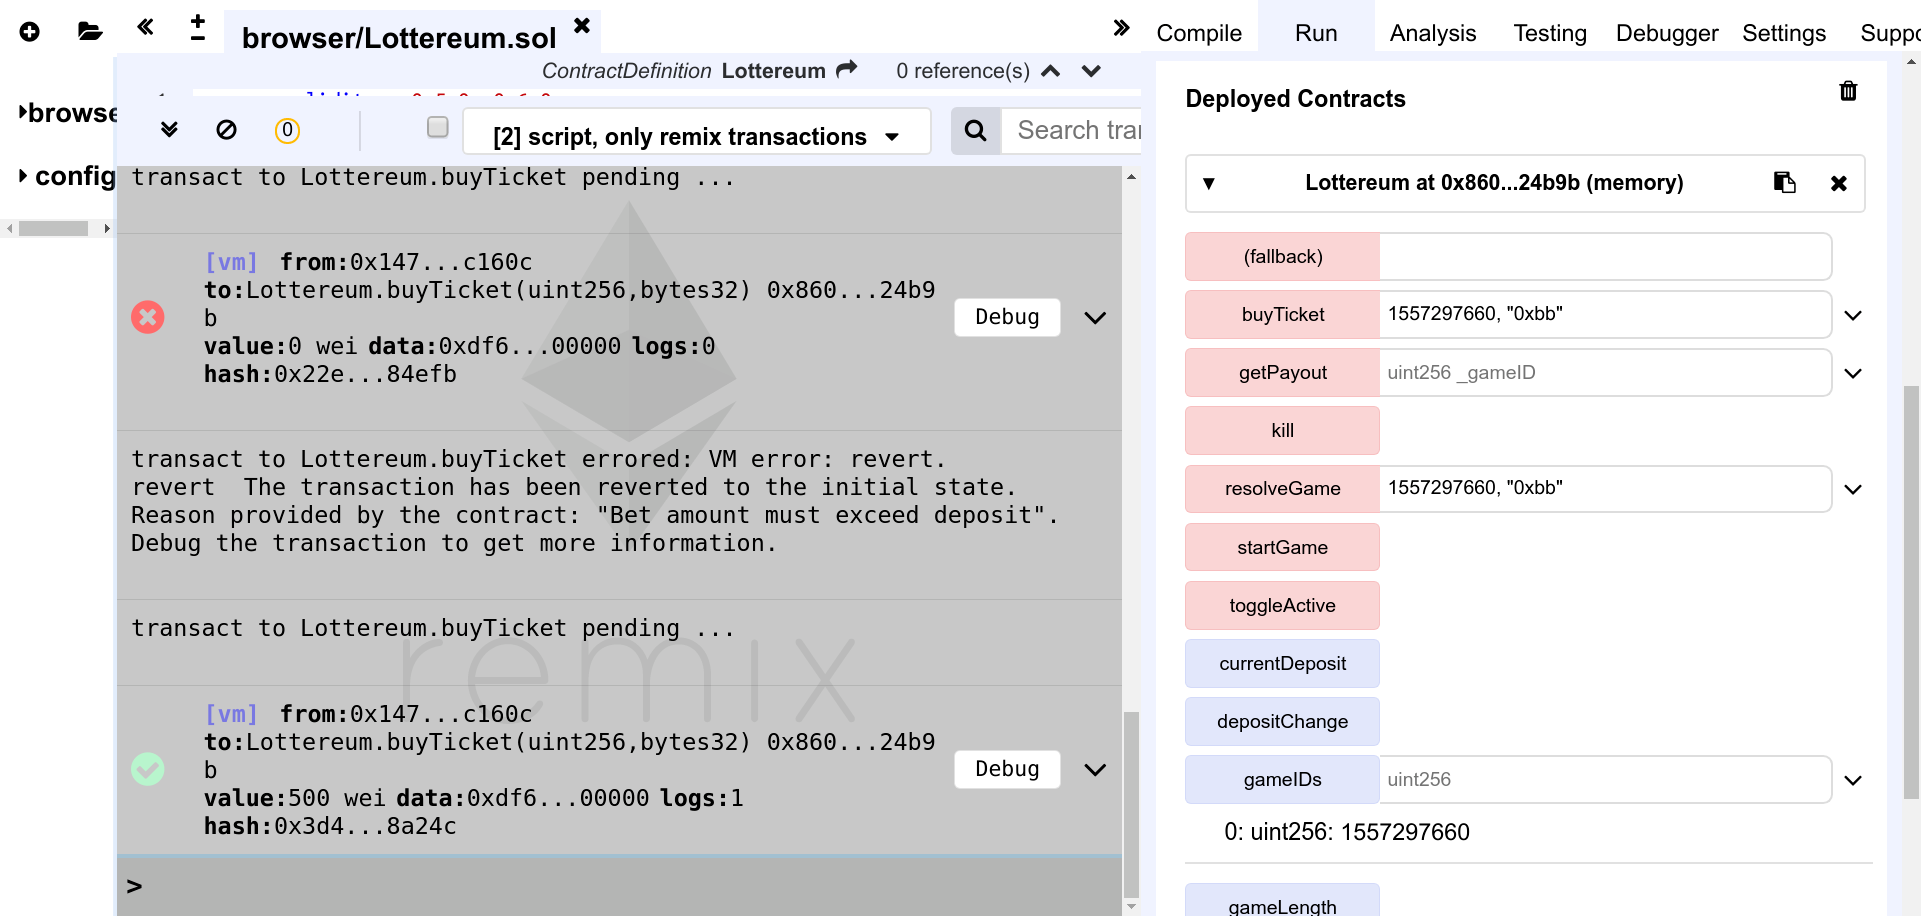 browser/Lottereum.sol
Compile Run Analysis Testing Debugger Settings Suppo
ContractDefinition Lottereum 0 reference(s)
browse
config
0
[2] script, only remix transactions
Search tran
transact to Lottereum.buyTicket pending ...
[vm] from:0x147...c160c
to:Lottereum.buyTicket(uint256,bytes32) 0x860...24b9
b
value:0 wei data:0xdf6...00000 logs:0
hash:0x22e...84efb
Debug
transact to Lottereum.buyTicket errored: VM error: revert.
revert  The transaction has been reverted to the initial state.
Reason provided by the contract: "Bet amount must exceed deposit".
Debug the transaction to get more information.
transact to Lottereum.buyTicket pending ...
remix
[vm] from:0x147...c160c
to:Lottereum.buyTicket(uint256,bytes32) 0x860...24b9
b
value:500 wei data:0xdf6...00000 logs:1
hash:0x3d4...8a24c
Debug
>
Deployed Contracts
Lottereum at 0x860...24b9b (memory)
(fallback)
buyTicket 1557297660, "0xbb"
getPayout uint256 _gameID
kill
resolveGame 1557297660, "0xbb"
startGame
toggleActive
currentDeposit
depositChange
gameIDs uint256
0: uint256: 1557297660
gameLength